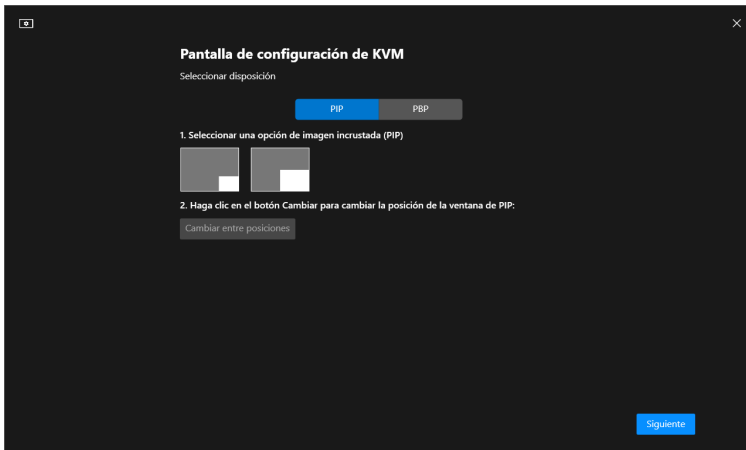 Pantalla de configuración de KVM
Seleccionar disposición
PIP PBP
1. Seleccionar una opción de imagen incrustada (PIP)
2. Haga clic en el botón Cambiar para cambiar la posición de la ventana de PIP:
Cambiar entre posiciones
Siguiente